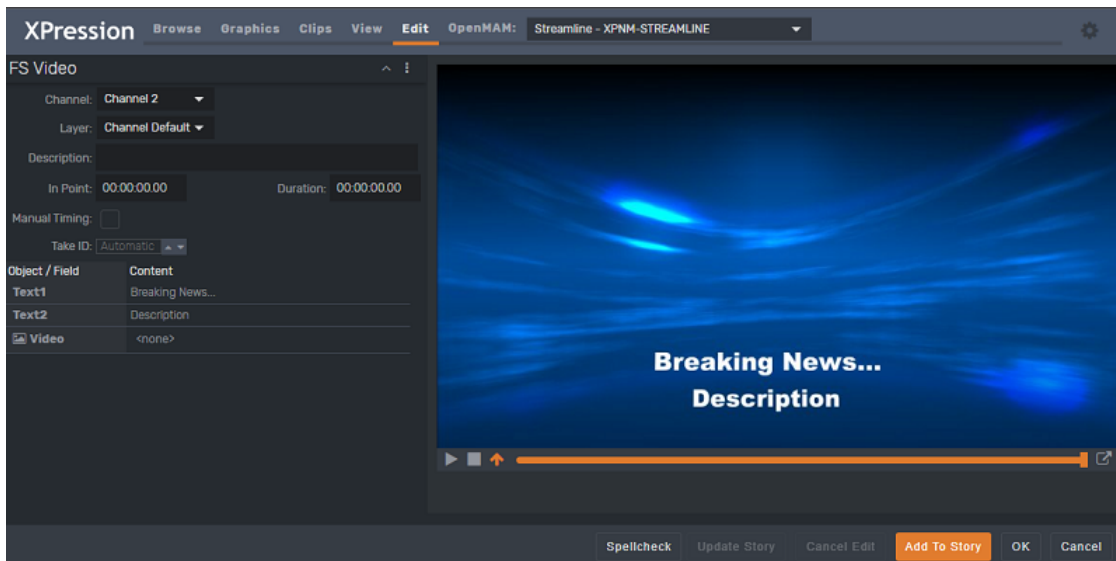 XPression Browse Graphics Clips View Edit OpenMAM: Streamline - XPNM-STREAMLINE
FS Video
Channel: Channel 2
Layer: Channel Default
Description:
In Point: 00:00:00.00 Duration: 00:00:00.00
Manual Timing:
Take ID: Automatic
Object / Field Content
Text1 Breaking News...
Text2 Description
Video <none>
Breaking News...
Description
Spellcheck Update Story Cancel Edit Add To Story OK Cancel